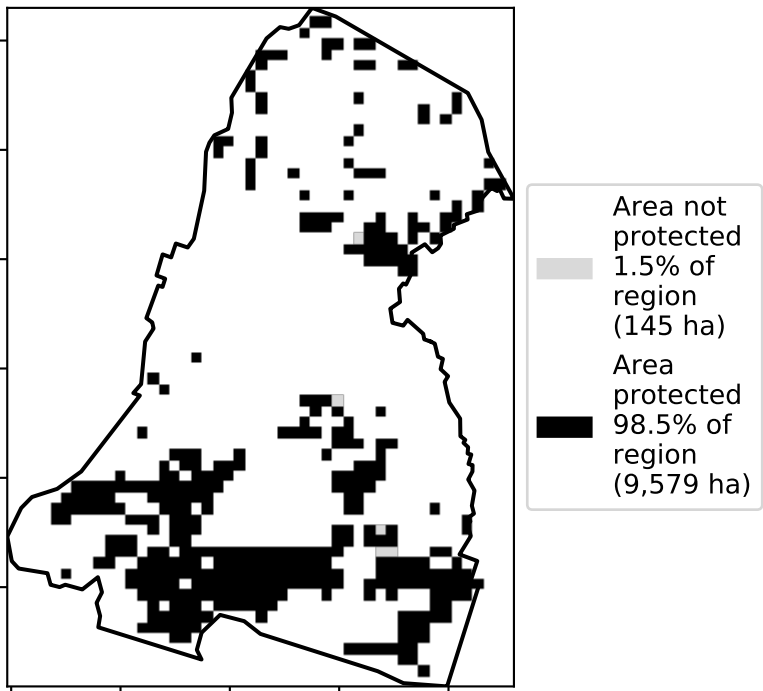 Area not
protected
1.5% of
region
(145 ha)
Area
protected
98.5% of
region
(9,579 ha)